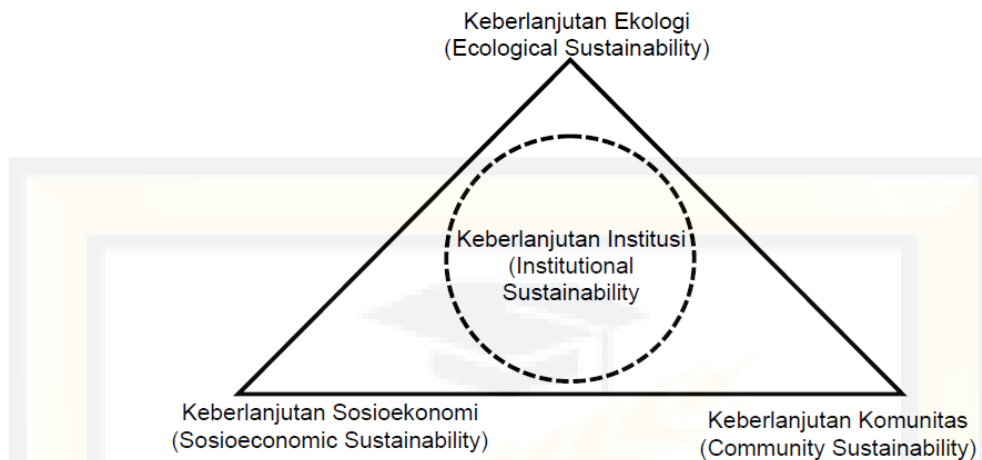 Keberlanjutan Ekologi
(Ecological Sustainability)
Keberlanjutan Institusi
(Institutional
Sustainability
Keberlanjutan Sosioekonomi
(Sosioeconomic Sustainability)
Keberlanjutan Komunitas
(Community Sustainability)